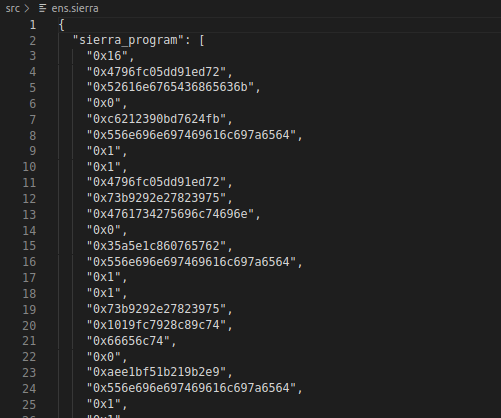 src > ens.sierra
1 {
2 "sierra_program": [
3 "0x16",
4 "0x4796fc05dd91ed72",
5 "0x52616e6765436865636b",
6 "0x0",
7 "0xc6212390bd7624fb",
8 "0x556e696e697469616c697a6564",
9 "0x1",
10 "0x1",
11 "0x4796fc05dd91ed72",
12 "0x73b9292e27823975",
13 "0x4761734275696c74696e",
14 "0x0",
15 "0x35a5e1c860765762",
16 "0x556e696e697469616c697a6564",
17 "0x1",
18 "0x1",
19 "0x73b9292e27823975",
20 "0x1019fc7928c89c74",
21 "0x66656c74",
22 "0x0",
23 "0xaee1bf51b219b2e9",
24 "0x556e696e697469616c697a6564",
25 "0x1",
26 "0x1",